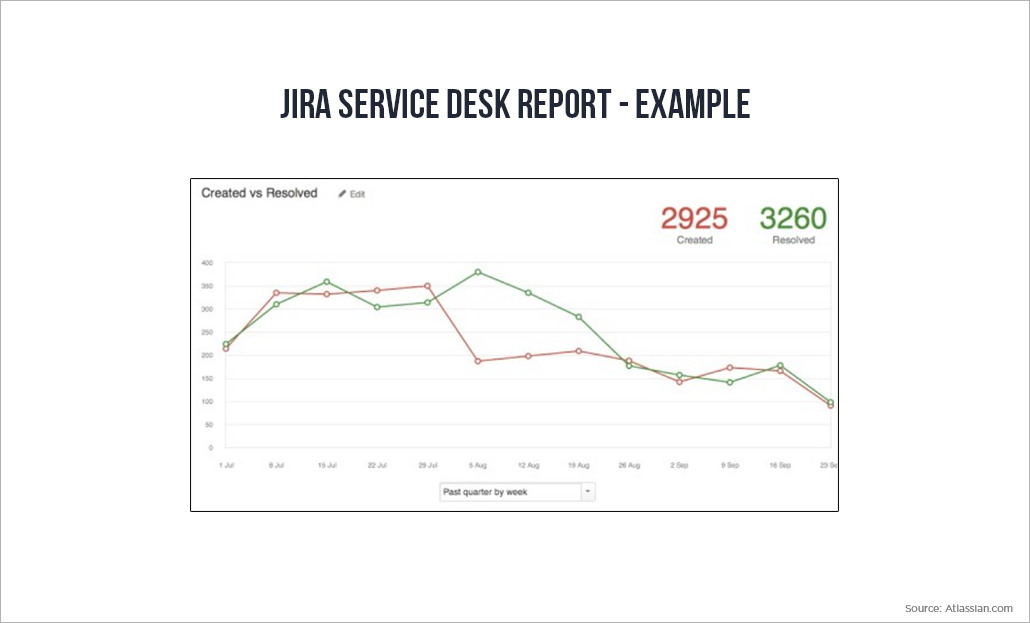 JIRA SERVICE DESK REPORT - EXAMPLE
Created vs Resolved Edit
2925 3260
Created Resolved
400
350
300
250
200
150
100
50
0
1 Jul 8 Jul 15 Jul 22 Jul 29 Jul 5 Aug 12 Aug 19 Aug 26 Aug 2 Sep 9 Sep 16 Sep 23 Se
Past quarter by week
Source: Atlassian.com